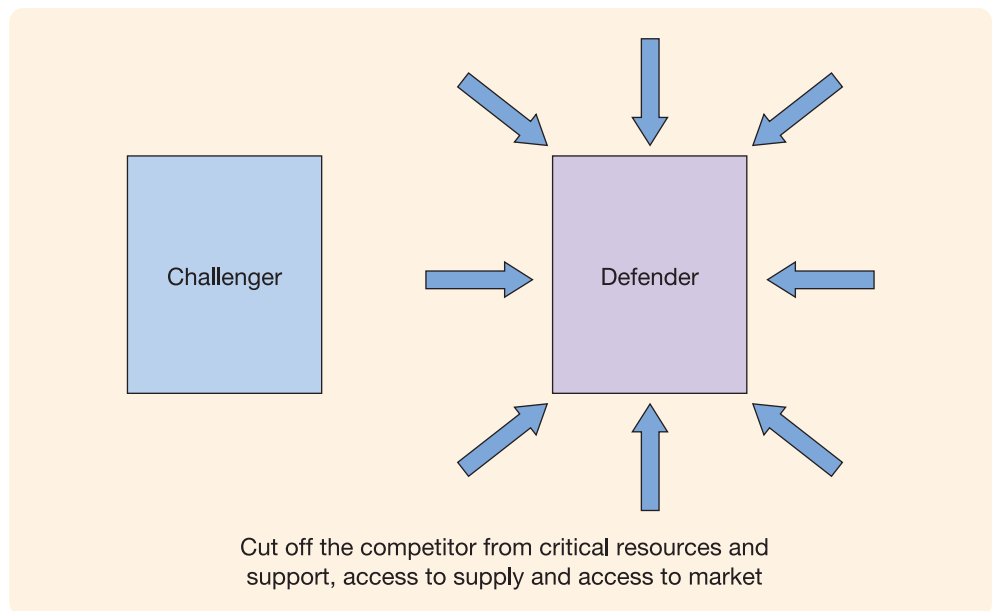 Challenger
Defender
Cut off the competitor from critical resources and
support, access to supply and access to market